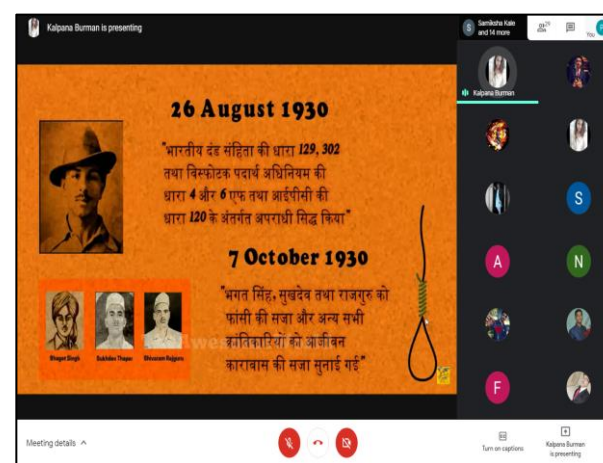 Kalpana Burman is presenting
Samiksha Kale
and 14 more
29
You
Kalpana Burman
26 August 1930
"भारतीय दंड संहिता की धारा 129, 302
तथा विस्फोटक पदार्थ अधिनियम की
धारा 4 और 6 एफ तथा आईपीसी की
धारा 120 के अंतर्गत अपराधी सिद्ध किया"
7 October 1930
"भगत सिंह, सुखदेव तथा राजगुरु को
फांसी की सजा और अन्य सभी
क्रांतिकारियों को आजीवन
कारावास की सजा सुनाई गई"
Bhagat Singh
Sukhdev Thapar
Shivaram Rajguru
S
S
A
N
F
Meeting details
Turn on captions
Kalpana Burman
is presenting